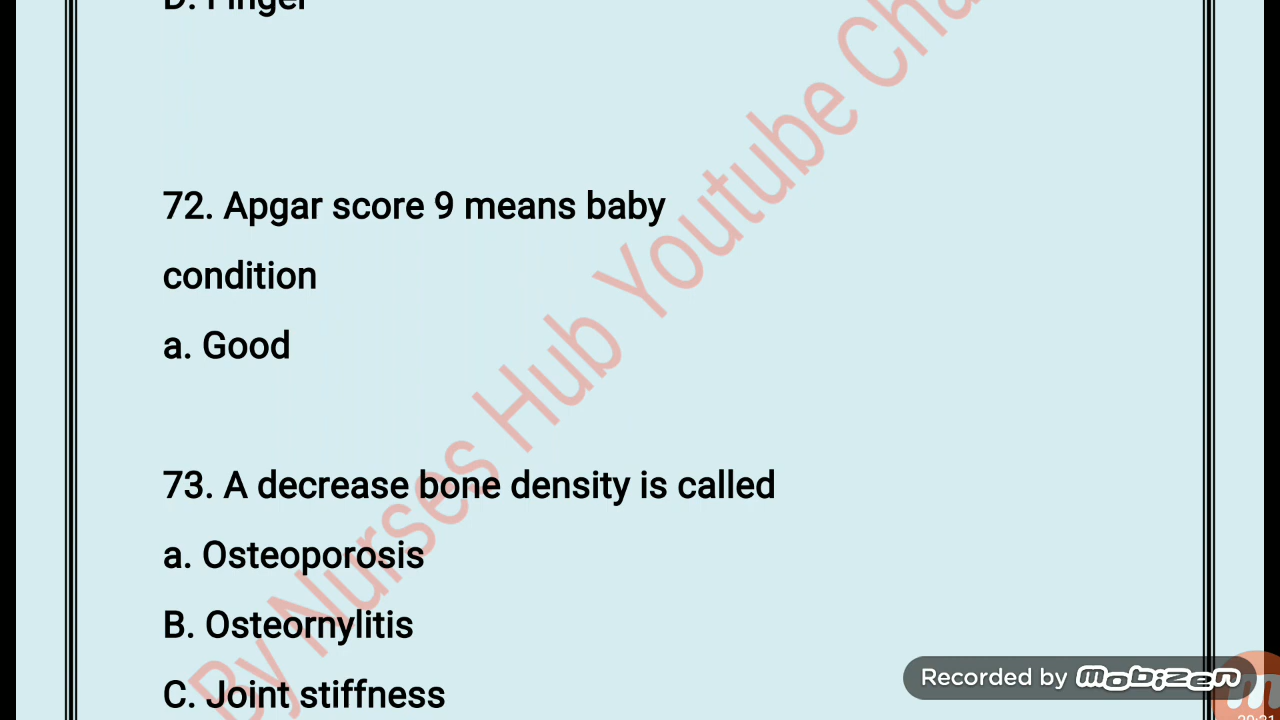 D. Finger
72. Apgar score 9 means baby
condition
a. Good
73. A decrease bone density is called
a. Osteoporosis
B. Osteornylitis
C. Joint stiffness
By Nurses Hub Youtube Cha
Recorded by Mobizen